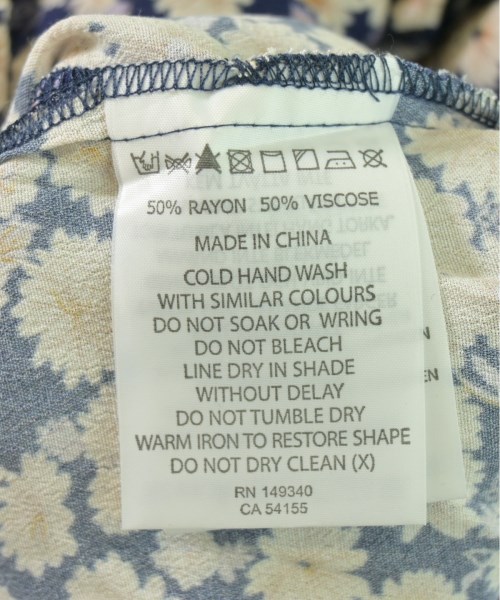 50% RAYON 50% VISCOSE
MADE IN CHINA
COLD HAND WASH
WITH SIMILAR COLOURS
DO NOT SOAK OR WRING
DO NOT BLEACH
LINE DRY IN SHADE
WITHOUT DELAY
DO NOT TUMBLE DRY
WARM IRON TO RESTORE SHAPE
DO NOT DRY CLEAN (X)
RN 149340
CA 54155
N
EN